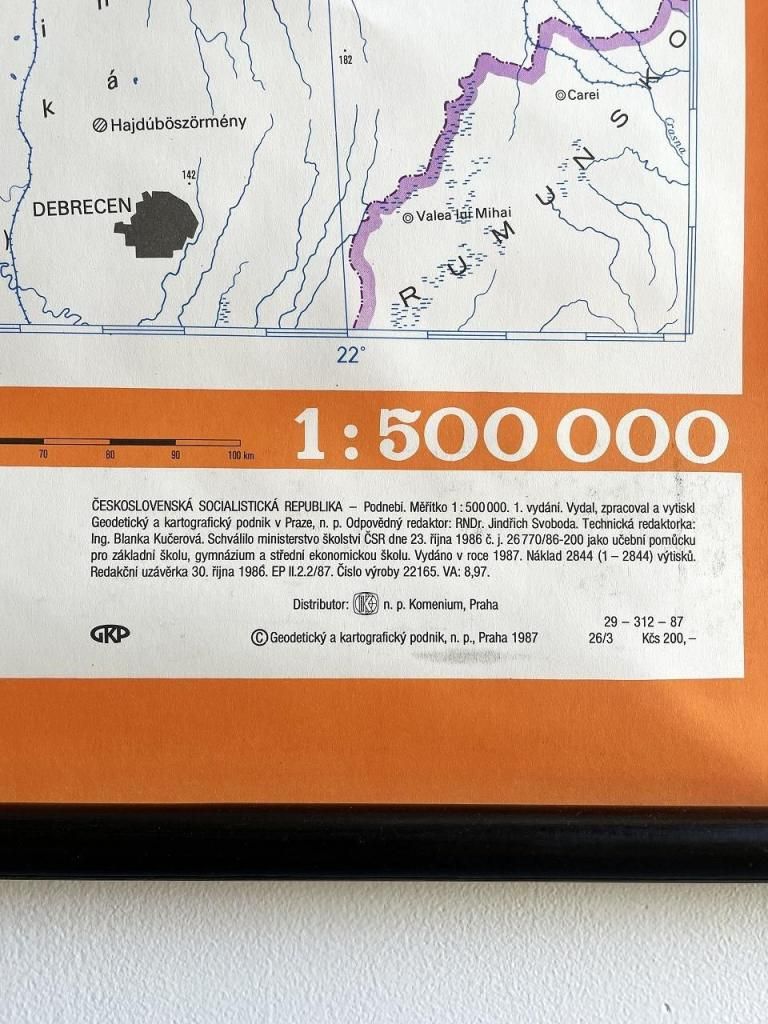 i
182
á
k
Carei
Hajdúböszörmény
Crasna
142
DEBRECEN
Valea lui Mihai
RUMUNSKO
22°
1:500 000
70 80 90 100 km
ČESKOSLOVENSKÁ SOCIALISTICKÁ REPUBLIKA – Podnebí. Měřítko 1:500000. 1. vydání. Vydal, zpracoval a vytiskl
Geodetický a kartografický podnik v Praze, n. p. Odpovědný redaktor: RNDr. Jindřich Svoboda. Technická redaktorka:
Ing. Blanka Kučerová. Schválilo ministerstvo školství ČSR dne 23. října 1986 č. j. 26770/86-200 jako učební pomůcku
pro základní školu, gymnázium a střední ekonomickou školu. Vydáno v roce 1987. Náklad 2844 (1 – 2844) výtisků.
Redakční uzávěrka 30. října 1986. EP II.2.2/87. Číslo výroby 22165. VA: 8,97.
Distributor: n. p. Komenium, Praha
29 – 312 – 87
GKP
© Geodetický a kartografický podnik, n. p., Praha 1987
26/3 Kčs 200,–